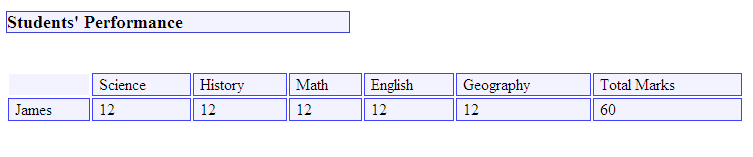 Students' Performance
Science History Math English Geography Total Marks
James 12 12 12 12 12 60